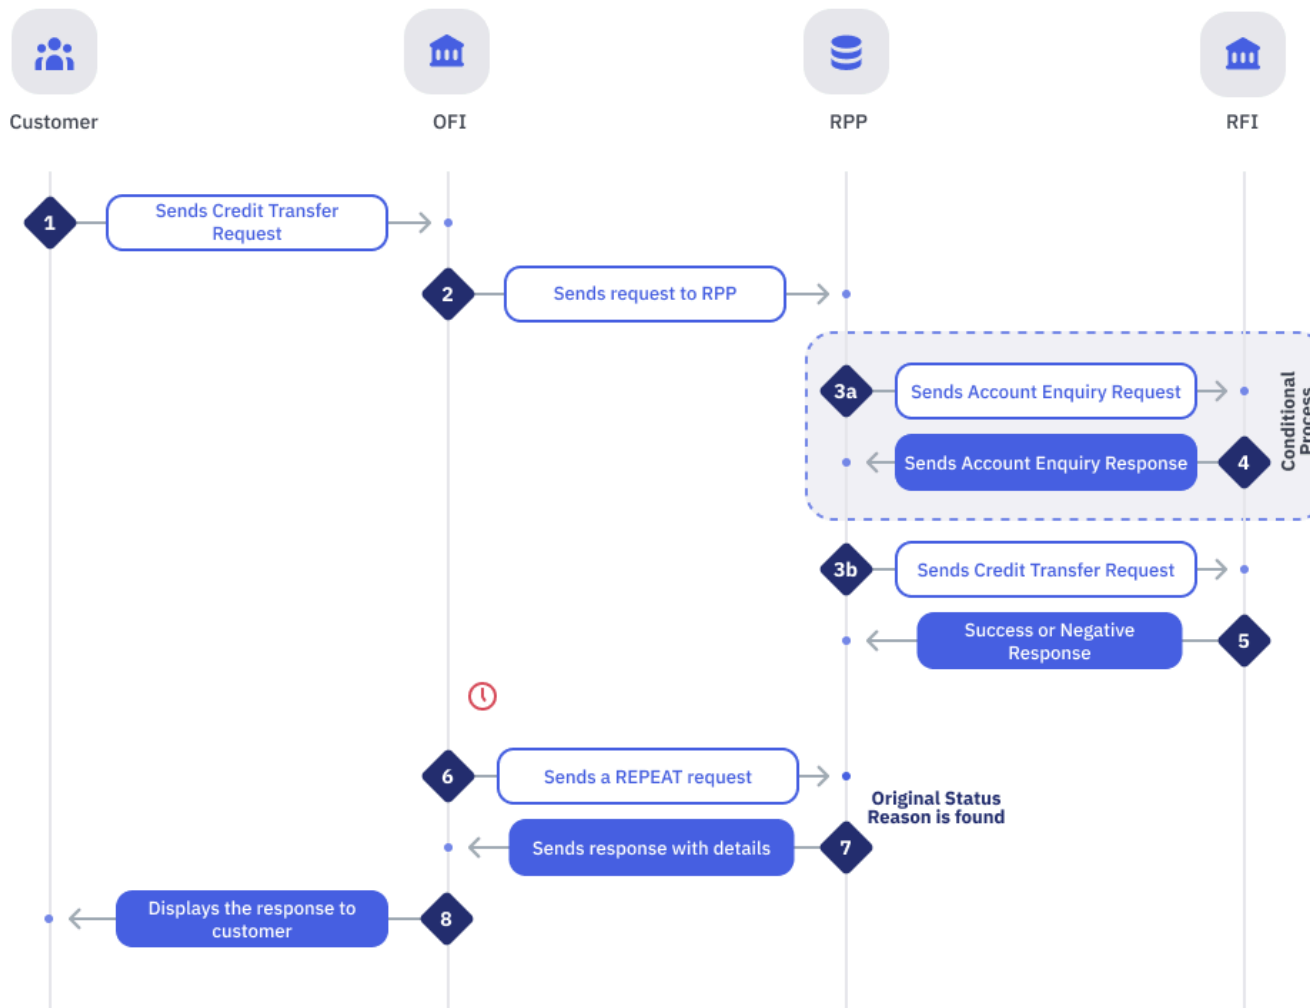 Customer
OFI
RPP
RFI
1
Sends Credit Transfer
Request
2
Sends request to RPP
3a
Sends Account Enquiry Request
Conditional
Process
Sends Account Enquiry Response
4
3b
Sends Credit Transfer Request
Success or Negative
Response
5
6
Sends a REPEAT request
Original Status
Reason is found
Sends response with details
7
Displays the response to
customer
8